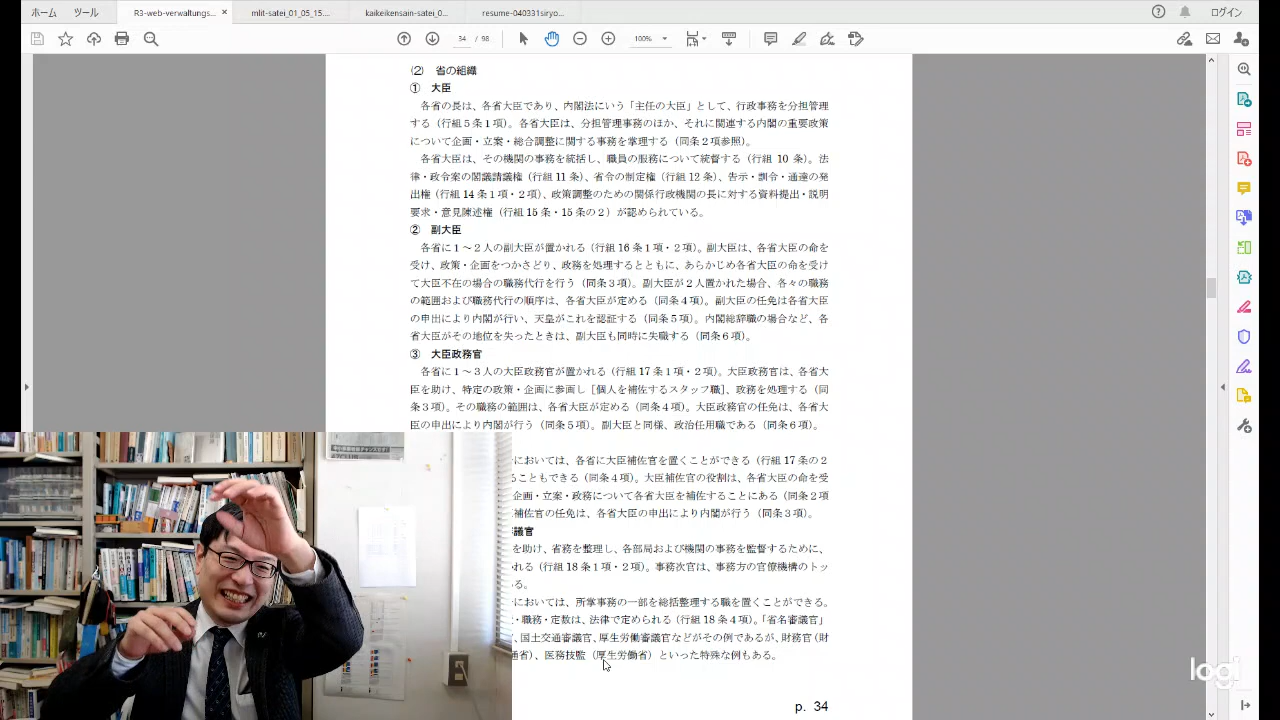 ホーム
ツール
R3-web-verwaltungs...
mlit-satei_01_05_15....
kaikeikensain-satei_0...
resume-040331siryo...
ログイン
34 / 98
100%
(2) 省の組織
① 大臣
各省の長は、各省大臣であり、内閣法にいう「主任の大臣」として、行政事務を分担管理
する（行組５条１項）。各省大臣は、分担管理事務のほか、それに関連する内閣の重要政策
について企画・立案・総合調整に関する事務を掌理する（同条２項参照）。
各省大臣は、その機関の事務を統括し、職員の服務について統督する（行組 10 条）。法
律・政令案の閣議請議権（行組 11 条）、省令の制定権（行組 12 条）、告示・訓令・通達の発
出権（行組 14 条１項・２項）、政策調整のための関係行政機関の長に対する資料提出・説明
要求・意見陳述権（行組 15 条・15 条の２）が認められている。
② 副大臣
各省に１～２人の副大臣が置かれる（行組 16 条１項・２項）。副大臣は、各省大臣の命を
受け、政策・企画をつかさどり、政務を処理するとともに、あらかじめ各省大臣の命を受け
て大臣不在の場合の職務代行を行う（同条３項）。副大臣が２人置かれた場合、各々の職務
の範囲および職務代行の順序は、各省大臣が定める（同条４項）。副大臣の任免は各省大臣
の申出により内閣が行い、天皇がこれを認証する（同条５項）。内閣総辞職の場合など、各
省大臣がその地位を失ったときは、副大臣も同時に失職する（同条６項）。
③ 大臣政務官
各省に１～３人の大臣政務官が置かれる（行組 17 条１項・２項）。大臣政務官は、各省大
臣を助け、特定の政策・企画に参画し［個人を補佐するスタッフ職］、政務を処理する（同
条３項）。その職務の範囲は、各省大臣が定める（同条４項）。大臣政務官の任免は、各省大
臣の申出により内閣が行う（同条５項）。副大臣と同様、政治任用職である（同条６項）。
においては、各省に大臣補佐官を置くことができる（行組 17 条の２
ることもできる（同条４項）。大臣補佐官の役割は、各省大臣の命を受
企画・立案・政務について各省大臣を補佐することにある（同条２項
補佐官の任免は、各省大臣の申出により内閣が行う（同条３項）。
議官
を助け、省務を整理し、各部局および機関の事務を監督するために、
れる（行組 18 条１項・２項）。事務次官は、事務方の官僚機構のトッ
る。
においては、所掌事務の一部を総括整理する職を置くことができる。
・職務・定数は、法律で定められる（行組 18 条４項）。「省名審議官」
、国土交通審議官、厚生労働審議官などがその例であるが、財務官（財
通省）、医務技監（厚生労働省）といった特殊な例もある。
p. 34
logi